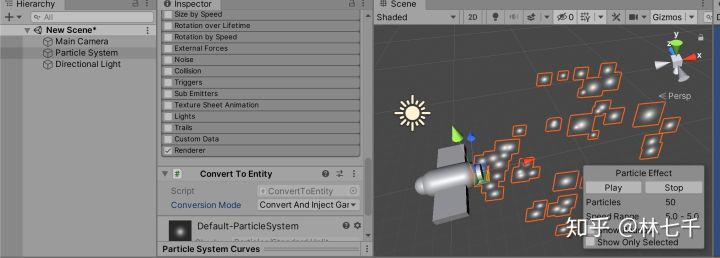 Hierarchy
All
New Scene*
Main Camera
Particle System
Directional Light
Inspector
Size by Speed
Rotation over Lifetime
Rotation by Speed
External Forces
Noise
Collision
Triggers
Sub Emitters
Texture Sheet Animation
Lights
Trails
Custom Data
Renderer
Convert To Entity
Script
ConvertToEntity
Conversion Mode
Convert And Inject Gar
Default-ParticleSystem
Particle System Curves
Scene
Shaded
2D
0
Gizmos
All
y
x
z
Persp
Particle Effect
Play
Stop
Particles
50
Speed Range
5.0 - 5.0
Show Only Selected
知乎 @林七千